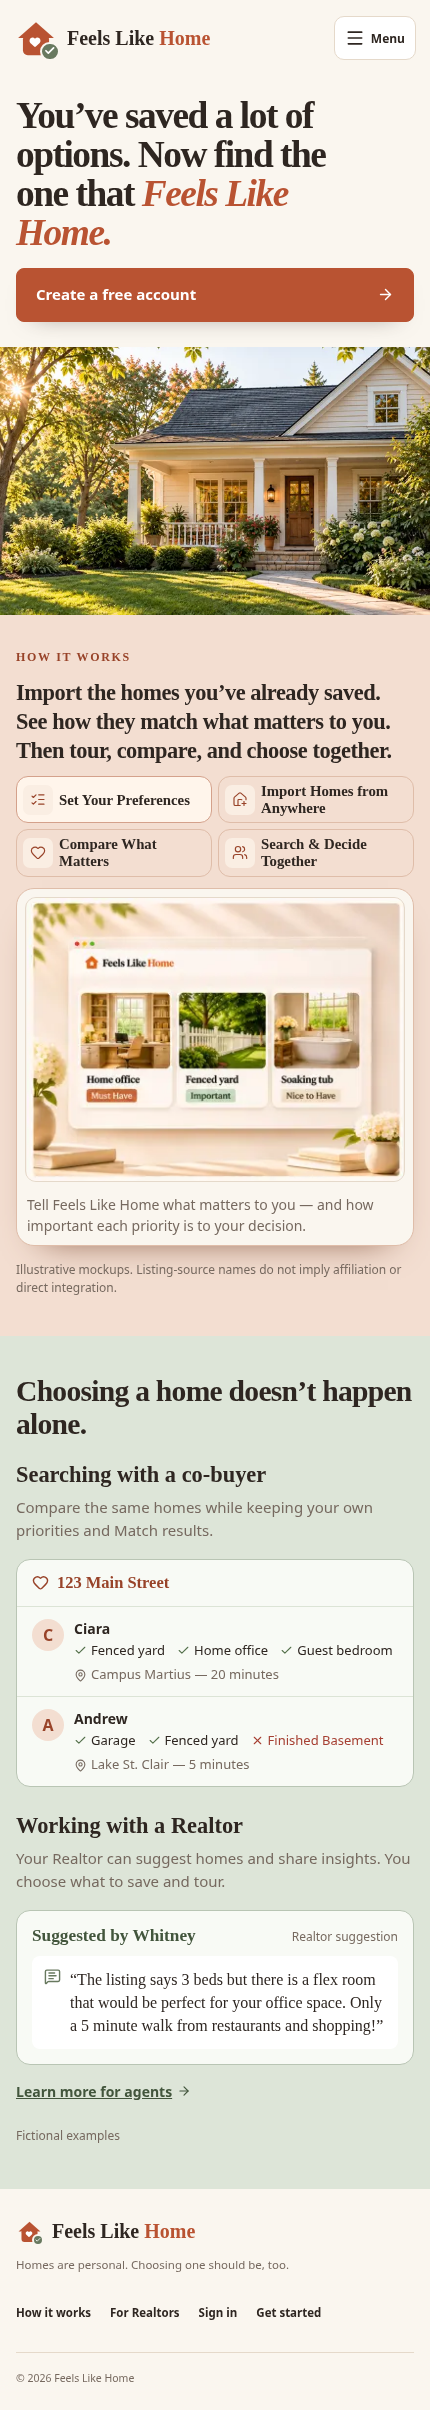 Feels Like Home
Menu
You’ve saved a lot of
options. Now find the
one that Feels Like
Home.
Create a free account
HOW IT WORKS
Import the homes you’ve already saved.
See how they match what matters to you.
Then tour, compare, and choose together.
Set Your Preferences
Import Homes from
Anywhere
Compare What
Matters
Search & Decide
Together
Feels Like Home
Home office
Must Have
Fenced yard
Important
Soaking tub
Nice to Have
Tell Feels Like Home what matters to you — and how
important each priority is to your decision.
Illustrative mockups. Listing-source names do not imply affiliation or
direct integration.
Choosing a home doesn’t happen
alone.
Searching with a co-buyer
Compare the same homes while keeping your own
priorities and Match results.
123 Main Street
C
Ciara
Fenced yard
Home office
Guest bedroom
Campus Martius — 20 minutes
A
Andrew
Garage
Fenced yard
Finished Basement
Lake St. Clair — 5 minutes
Working with a Realtor
Your Realtor can suggest homes and share insights. You
choose what to save and tour.
Suggested by Whitney
Realtor suggestion
“The listing says 3 beds but there is a flex room
that would be perfect for your office space. Only
a 5 minute walk from restaurants and shopping!”
Learn more for agents
Fictional examples
Feels Like Home
Homes are personal. Choosing one should be, too.
How it works
For Realtors
Sign in
Get started
© 2026 Feels Like Home